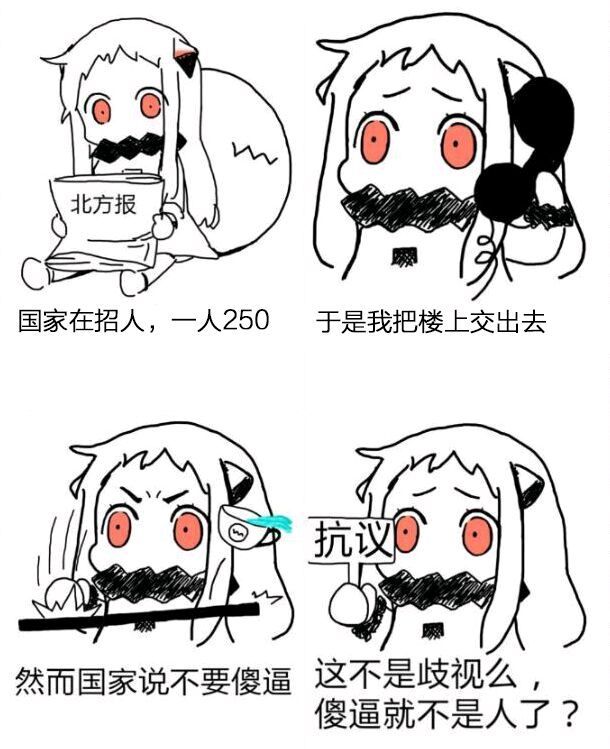 北方报
国家在招人，一人250
于是我把楼上交出去
然而国家说不要傻逼
抗议
这不是歧视么，
傻逼就不是人了？